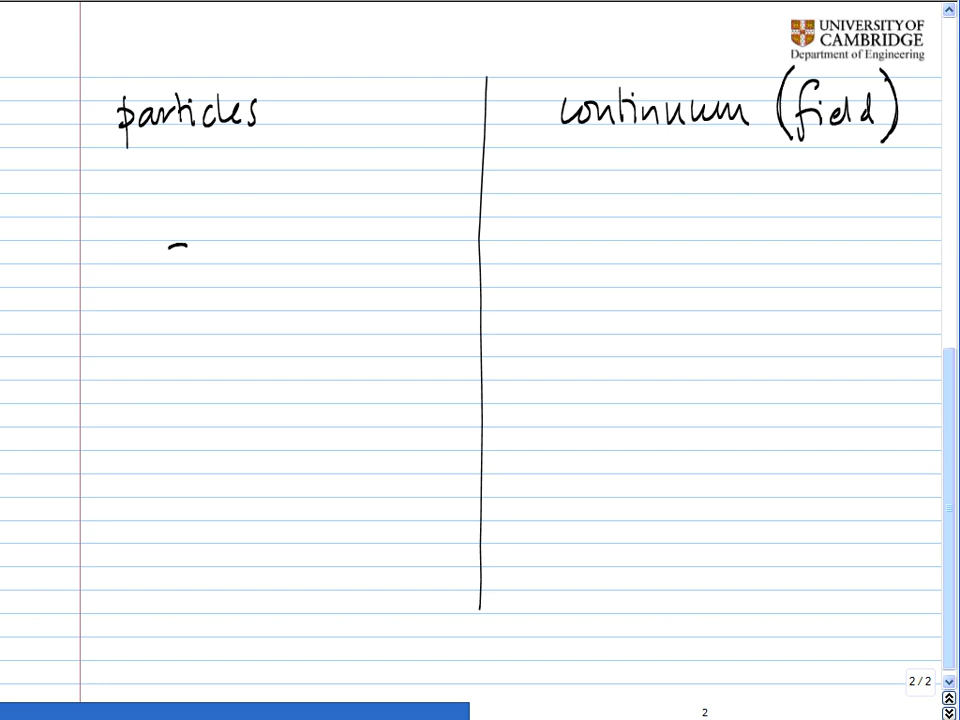 UNIVERSITY OF
CAMBRIDGE
Department of Engineering
particles
continuum (field)
2 / 2
2